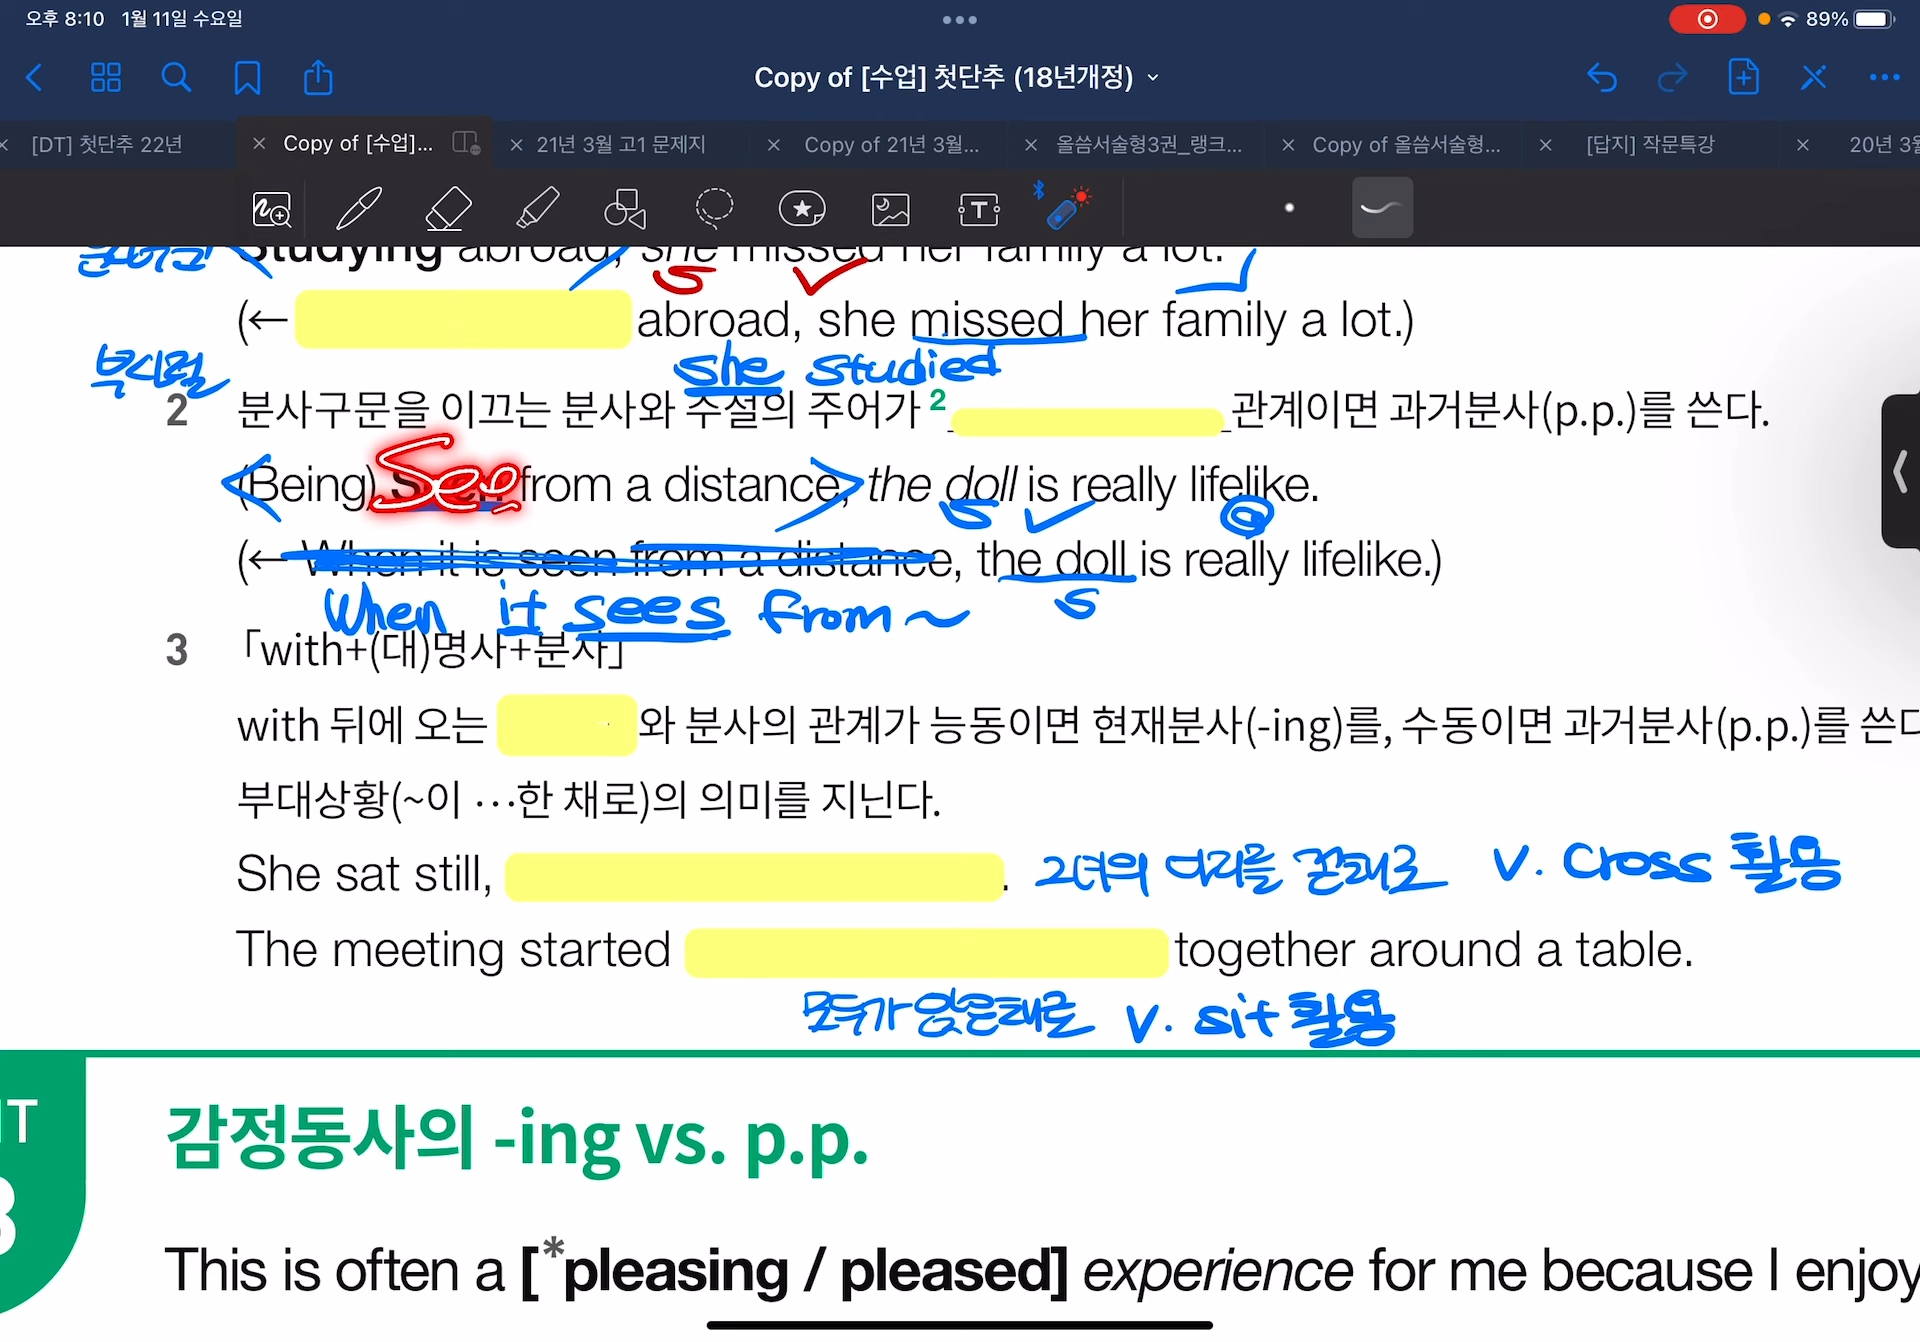 오후 8:10 1월 11일 수요일
89%
Copy of [수업] 첫단추 (18년개정)
[DT] 첫단추 22년
Copy of [수업]...
21년 3월 고1 문제지
Copy of 21년 3월...
올씀서술형3권_랭크...
Copy of 올씀서술형...
[답지] 작문특강
20년 3월
Studying abroad, she missed her family a lot.
S
(← abroad, she missed her family a lot.)
she studied
2 분사구문을 이끄는 분사와 주절의 주어가 2 관계이면 과거분사(p.p.)를 쓴다.
(Being) See from a distance, the doll is really lifelike.
S
(← When it is seen from a distance, the doll is really lifelike.)
When it sees from~ S
3 「with+(대)명사+분사」
with 뒤에 오는 와 분사의 관계가 능동이면 현재분사(-ing)를, 수동이면 과거분사(p.p.)를 쓴다
부대상황(~이 …한 채로)의 의미를 지닌다.
She sat still, . 그녀의 다리를 꼰채로 V. cross 활용
The meeting started together around a table.
모두가 앉은채로 V. sit 활용
감정동사의 -ing vs. p.p.
This is often a [*pleasing / pleased] experience for me because I enjoy